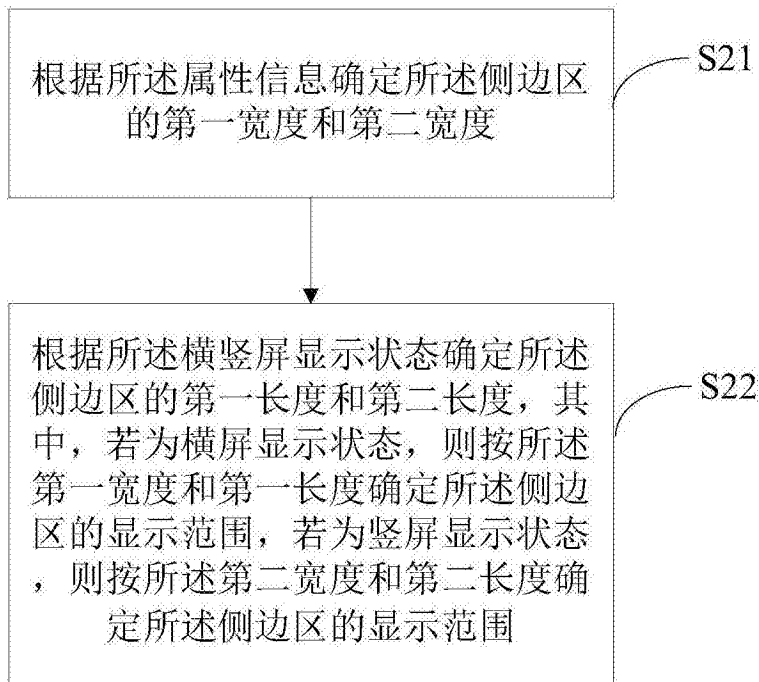 根据所述属性信息确定所述侧边区
的第一宽度和第二宽度
S21
根据所述横竖屏显示状态确定所述
侧边区的第一长度和第二长度，其
中，若为横屏显示状态，则按所述
第一宽度和第一长度确定所述侧边
区的显示范围，若为竖屏显示状态
，则按所述第二宽度和第二长度确
定所述侧边区的显示范围
S22